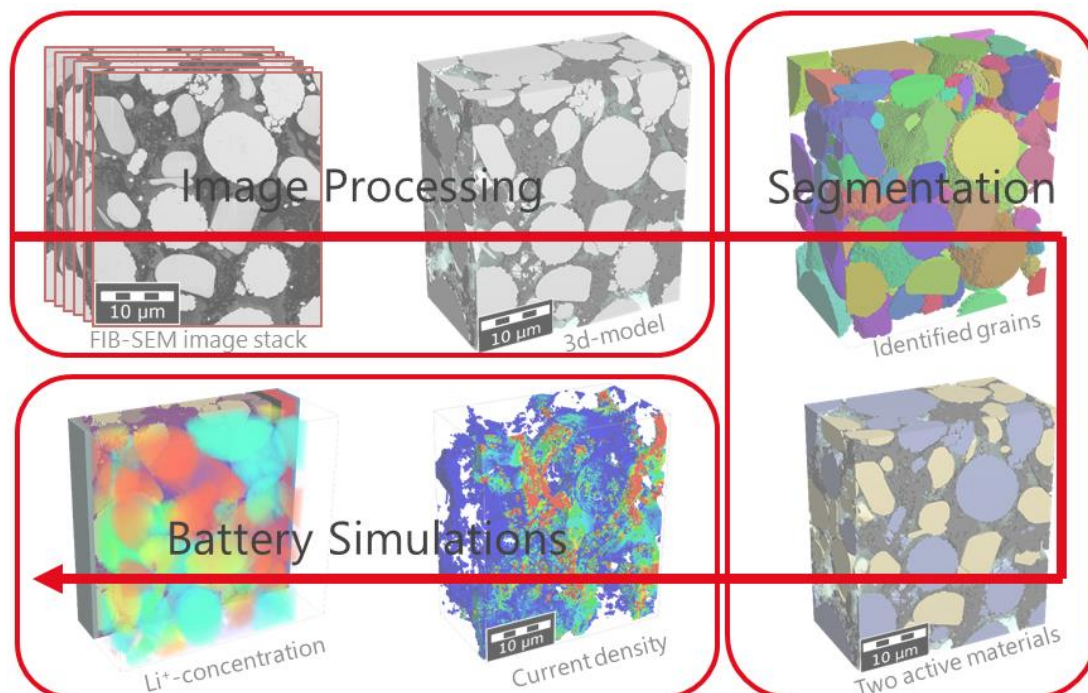 Image Processing
10 µm
FIB-SEM image stack
10 µm
3d-model
Segmentation
Identified grains
Two active materials
10 µm
Battery Simulations
Current density
10 µm
Li⁺-concentration